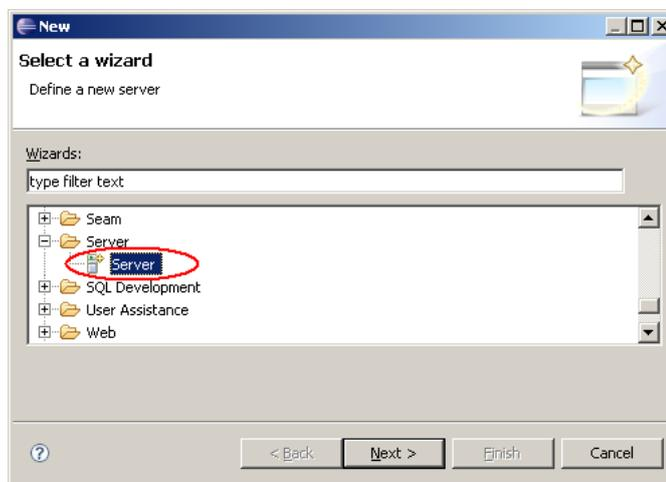 New
Select a wizard
Define a new server
Wizards:
type filter text
Seam
Server
Server
SQL Development
User Assistance
Web
? < Back Next > Finish Cancel